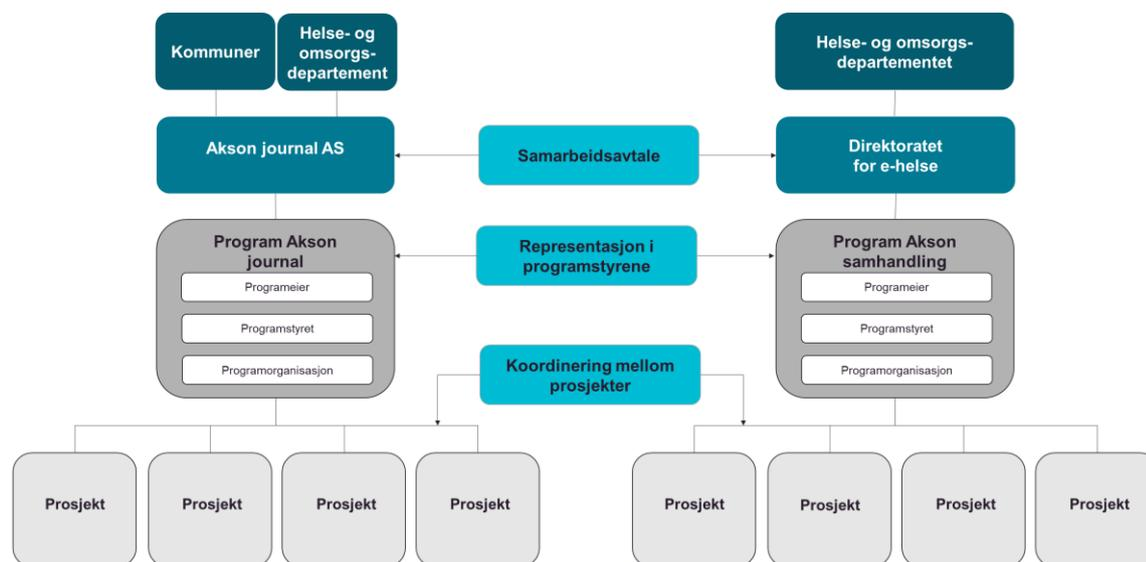 Kommuner
Helse- og
omsorgs-
departement
Helse- og omsorgs-
departementet
Akson journal AS
Samarbeidsavtale
Direktoratet
for e-helse
Program Akson
journal
Programeier
Programstyret
Programorganisasjon
Representasjon i
programstyrene
Program Akson
samhandling
Programeier
Programstyret
Programorganisasjon
Koordinering mellom
prosjekter
Prosjekt
Prosjekt
Prosjekt
Prosjekt
Prosjekt
Prosjekt
Prosjekt
Prosjekt